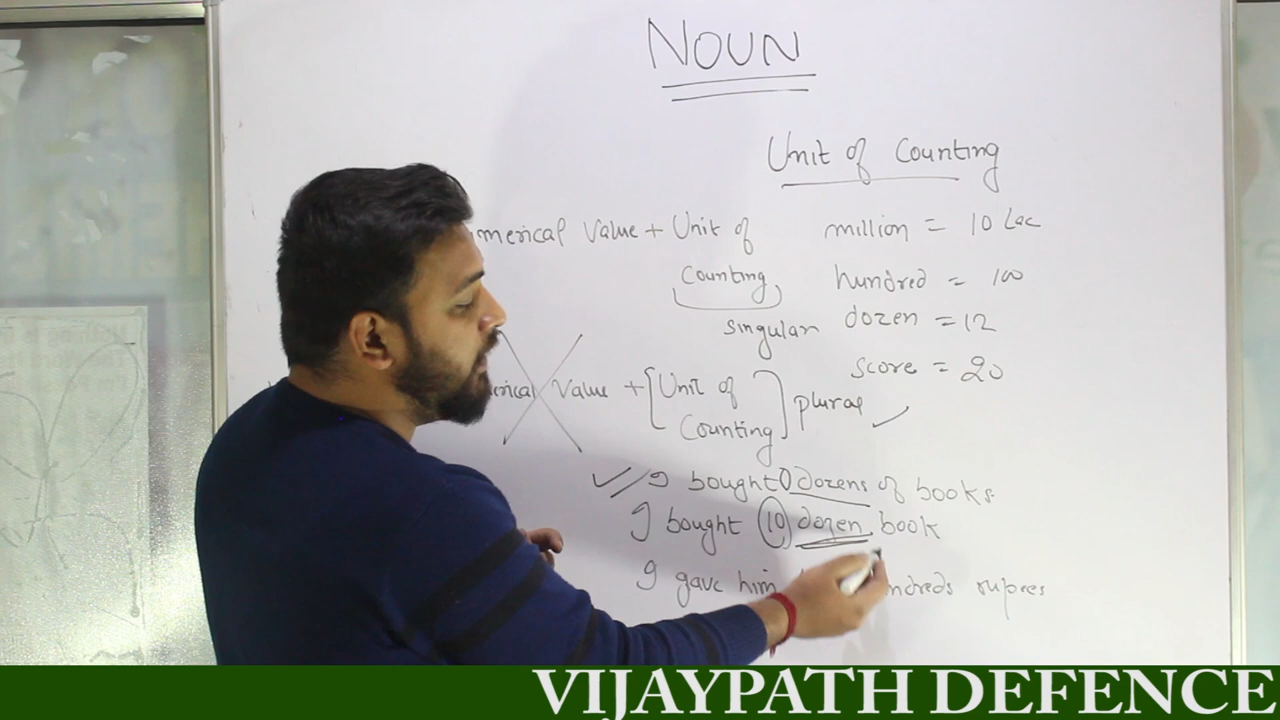 NOUN
Unit of Counting
merical Value + Unit of
Counting
singular
million = 10 Lac
hundred = 100
dozen = 12
score = 20
erical Value + [Unit of
Counting] plural ✓
✓ I bought dozens of books.
I bought 10 dozen book
I gave him ndreds rupees
VIJAYPATH DEFENCE